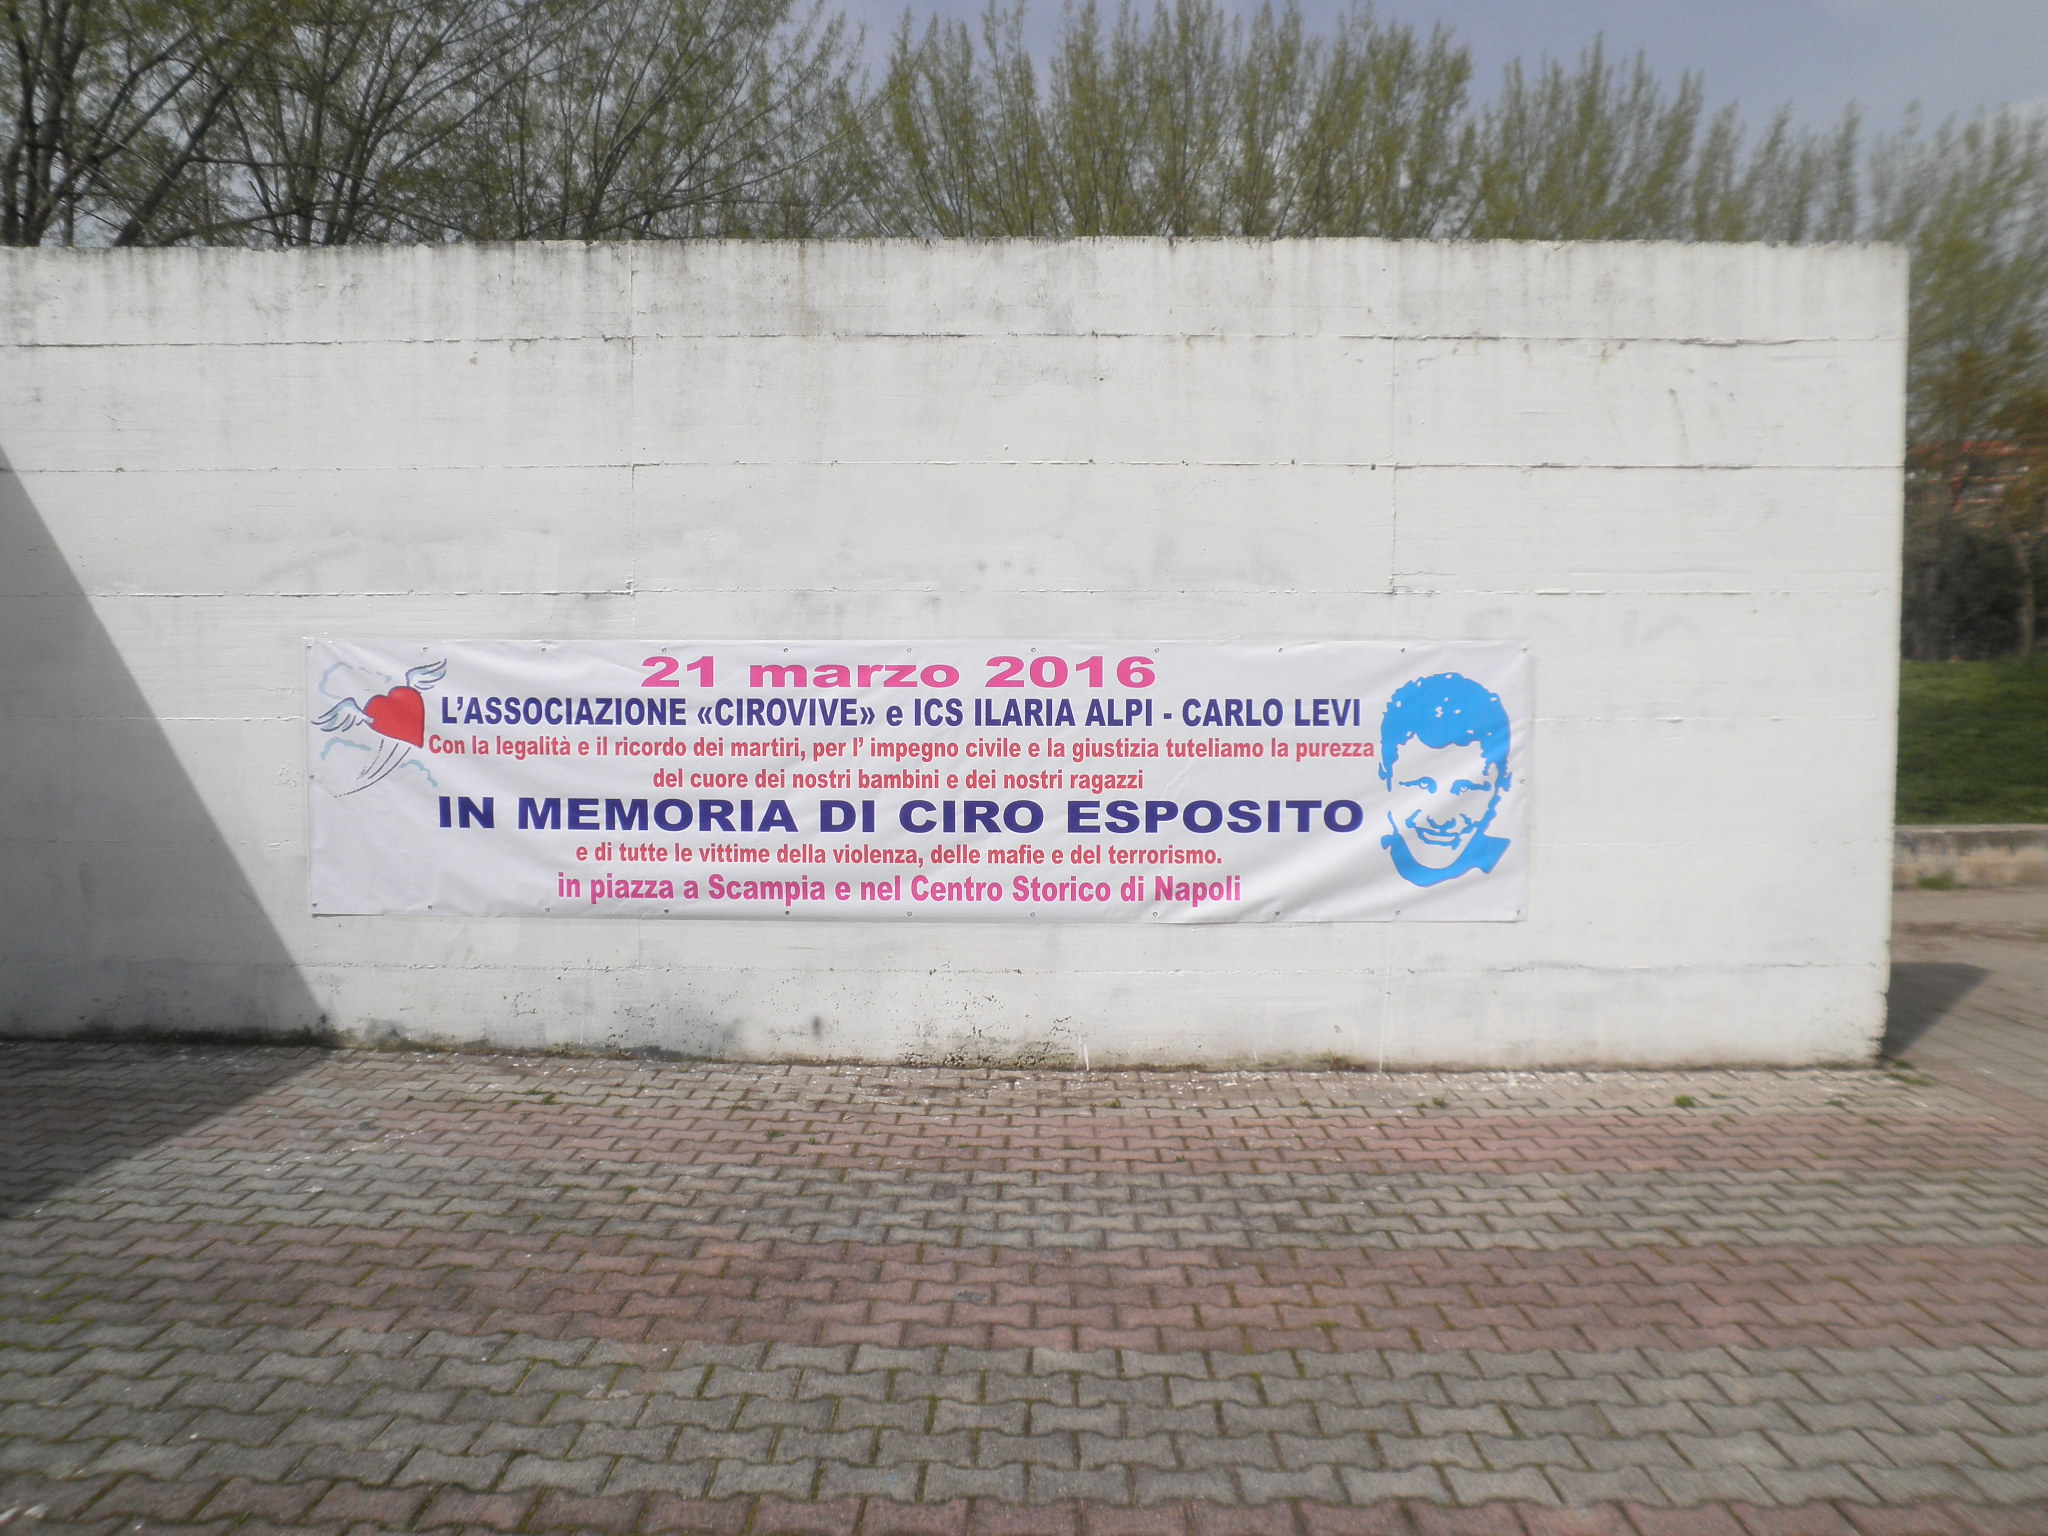 21 marzo 2016
L'ASSOCIAZIONE «CIROVIVE» e ICS ILARIA ALPI - CARLO LEVI
Con la legalità e il ricordo dei martiri, per l' impegno civile e la giustizia tuteliamo la purezza
del cuore dei nostri bambini e dei nostri ragazzi
IN MEMORIA DI CIRO ESPOSITO
e di tutte le vittime della violenza, delle mafie e del terrorismo.
in piazza a Scampia e nel Centro Storico di Napoli